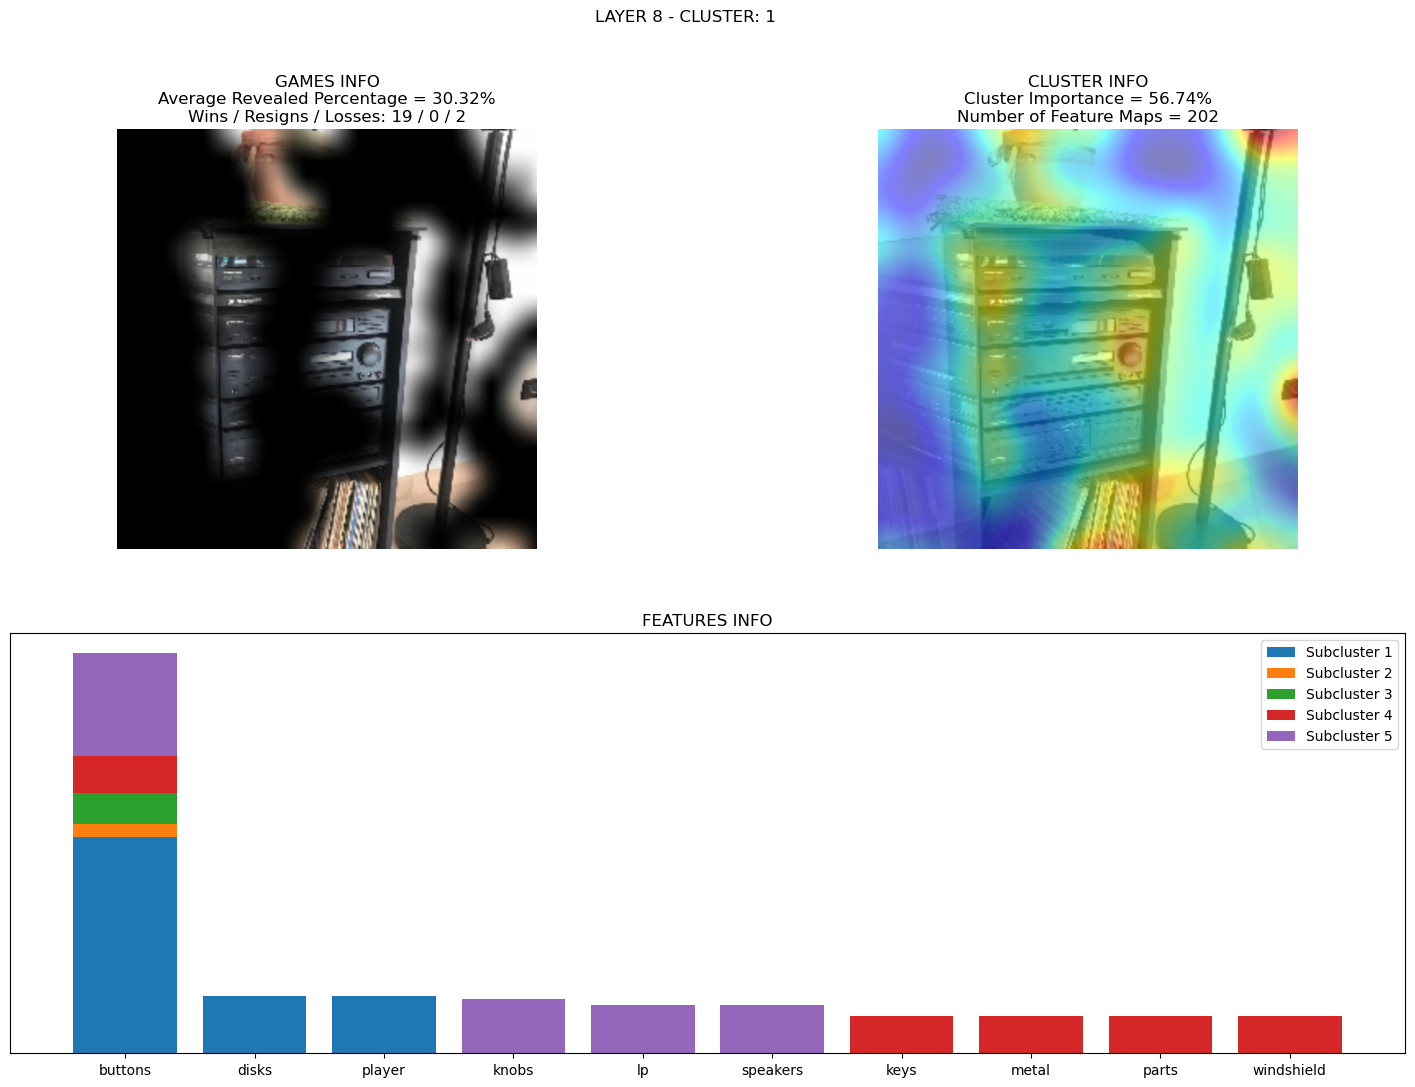 LAYER 8 - CLUSTER: 1
GAMES INFO
Average Revealed Percentage = 30.32%
Wins / Resigns / Losses: 19 / 0 / 2
CLUSTER INFO
Cluster Importance = 56.74%
Number of Feature Maps = 202
FEATURES INFO
Subcluster 1
Subcluster 2
Subcluster 3
Subcluster 4
Subcluster 5
buttons disks player knobs lp speakers keys metal parts windshield